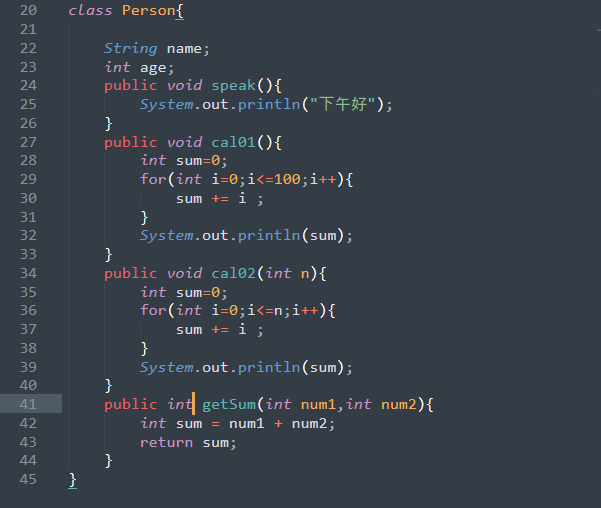 20 class Person{
21
22     String name;
23     int age;
24     public void speak(){
25         System.out.println("下午好");
26     }
27     public void cal01(){
28         int sum=0;
29         for(int i=0;i<=100;i++){
30             sum += i ;
31         }
32         System.out.println(sum);
33     }
34     public void cal02(int n){
35         int sum=0;
36         for(int i=0;i<=n;i++){
37             sum += i ;
38         }
39         System.out.println(sum);
40     }
41     public int getSum(int num1,int num2){
42         int sum = num1 + num2;
43         return sum;
44     }
45 }